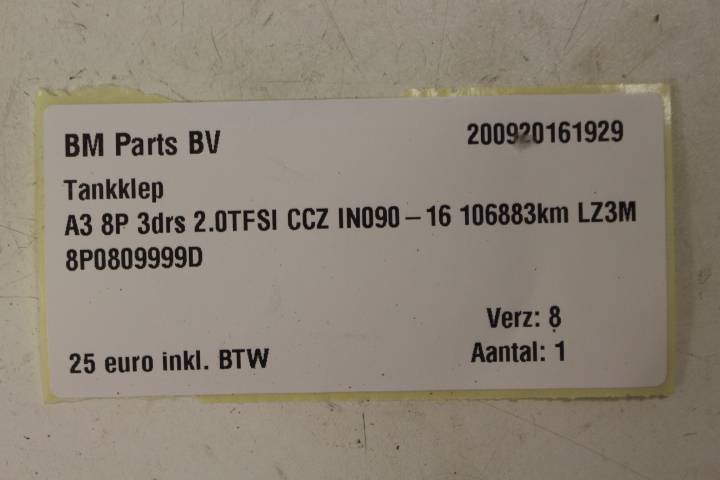 BM Parts BV 200920161929
Tankklep
A3 8P 3drs 2.0TFSI CCZ IN090-16 106883km LZ3M
8P0809999D
Verz: 8
25 euro inkl. BTW Aantal: 1